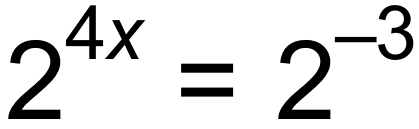 2^{4x} = 2^{–3}